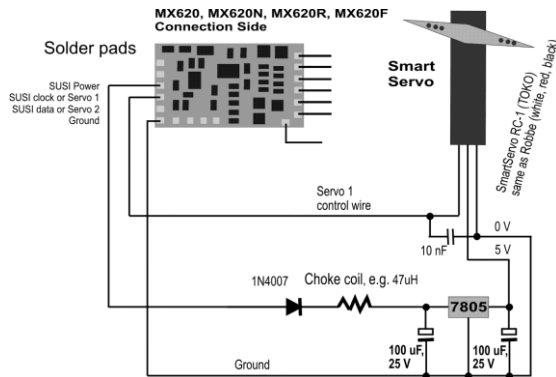 MX620, MX620N, MX620R, MX620F
Connection Side
Solder pads
SUSI Power
SUSI clock or Servo 1
SUSI data or Servo 2
Ground
Smart
Servo
SmartServo RC-1 (TOKO)
same as Robbe (white, red, black)
Servo 1
control wire
0 V
10 nF
5 V
1N4007
Choke coil, e.g. 47uH
7805
100 uF,
25 V
100 uF,
25 V
Ground